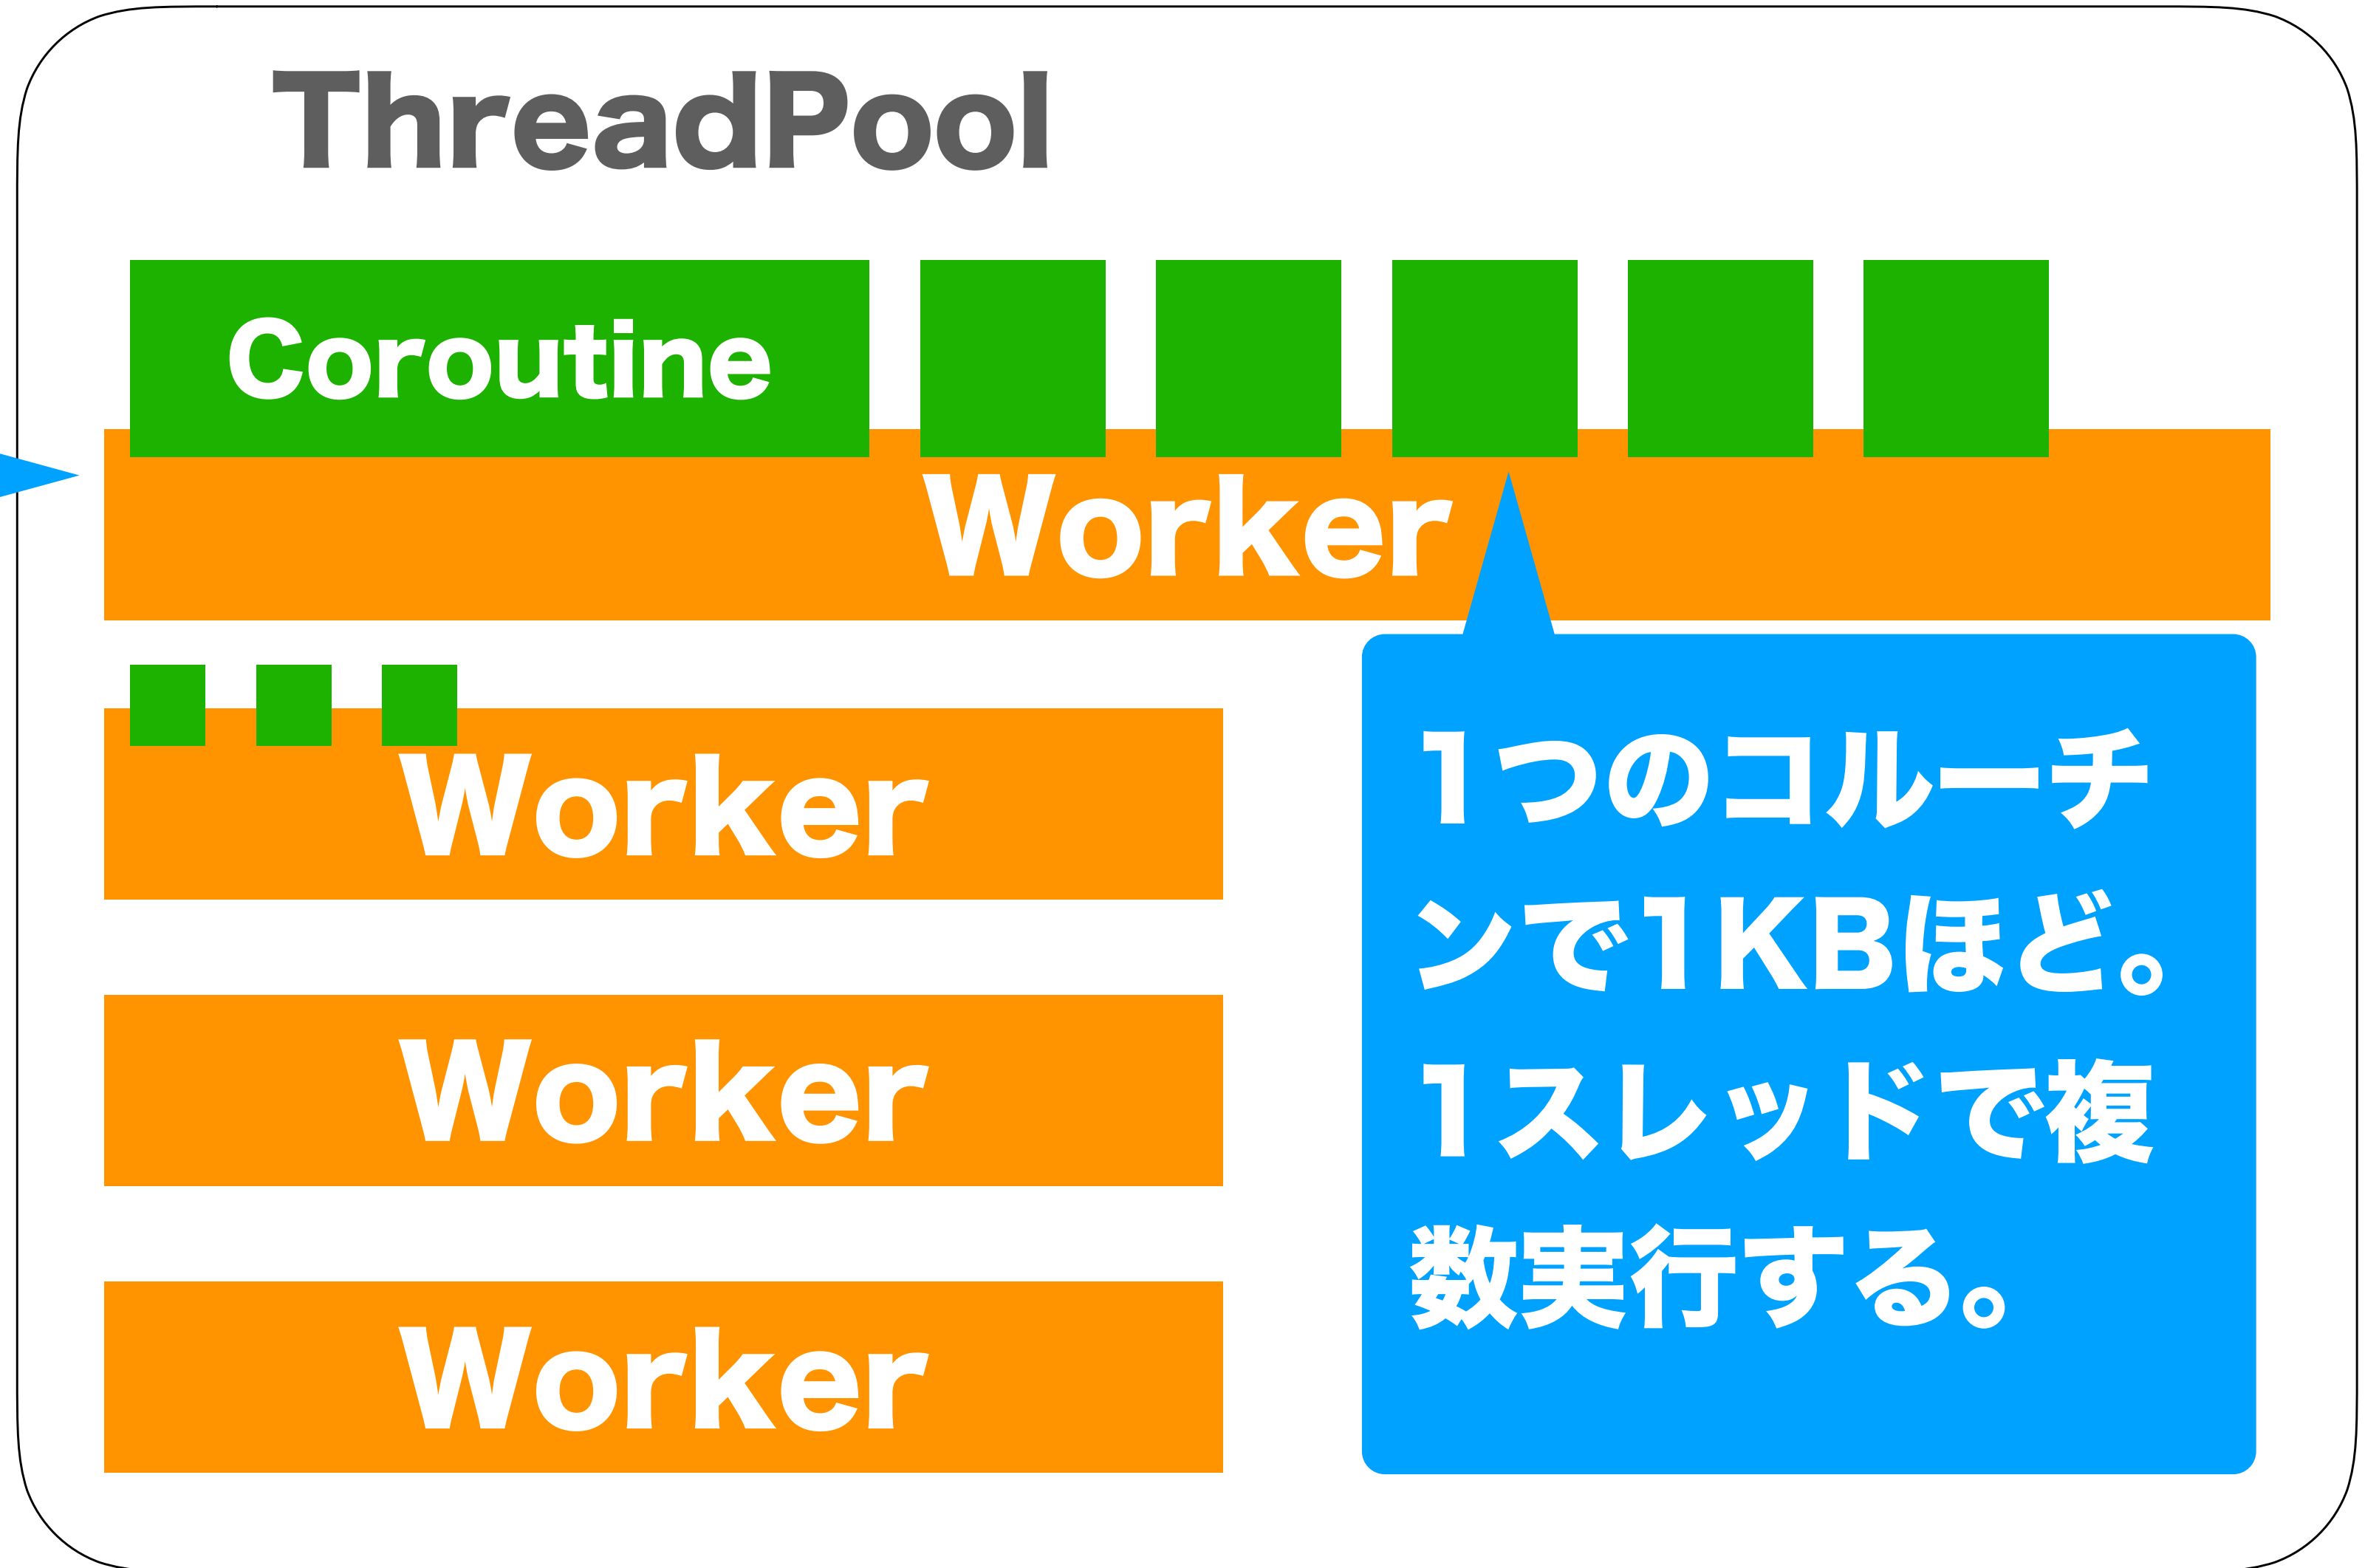 ThreadPool
Coroutine
Worker
Worker
Worker
Worker
1つのコルーチ
ンで1KBほど。
1スレッドで複
数実行する。